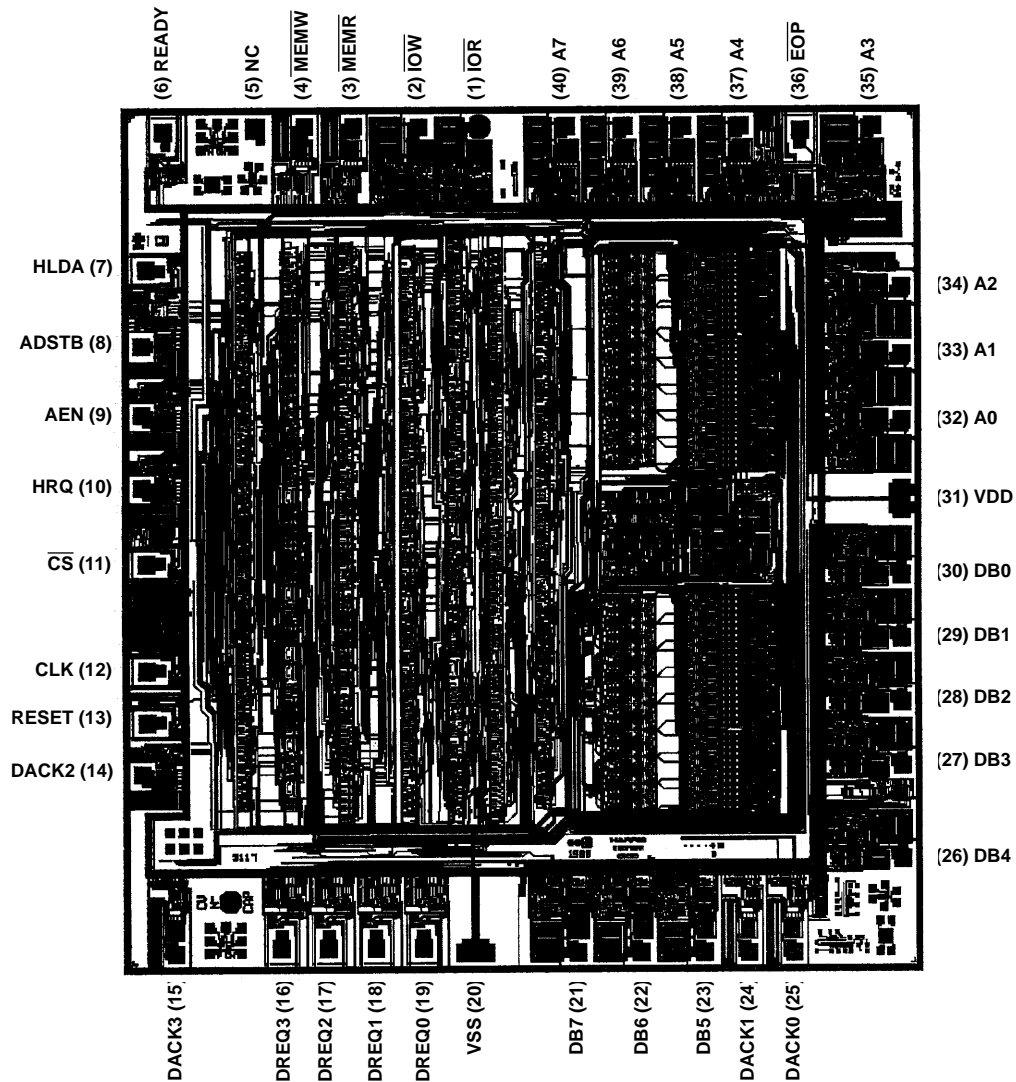 (6) READY
(5) NC
(4) MEMW
(3) MEMR
(2) IOW
(1) IOR
(40) A7
(39) A6
(38) A5
(37) A4
(36) EOP
(35) A3
HLDA (7)
ADSTB (8)
AEN (9)
HRQ (10)
CS (11)
CLK (12)
RESET (13)
DACK2 (14)
(34) A2
(33) A1
(32) A0
(31) VDD
(30) DB0
(29) DB1
(28) DB2
(27) DB3
(26) DB4
DACK3 (15)
DREQ3 (16)
DREQ2 (17)
DREQ1 (18)
DREQ0 (19)
VSS (20)
DB7 (21)
DB6 (22)
DB5 (23)
DACK1 (24)
DACK0 (25)